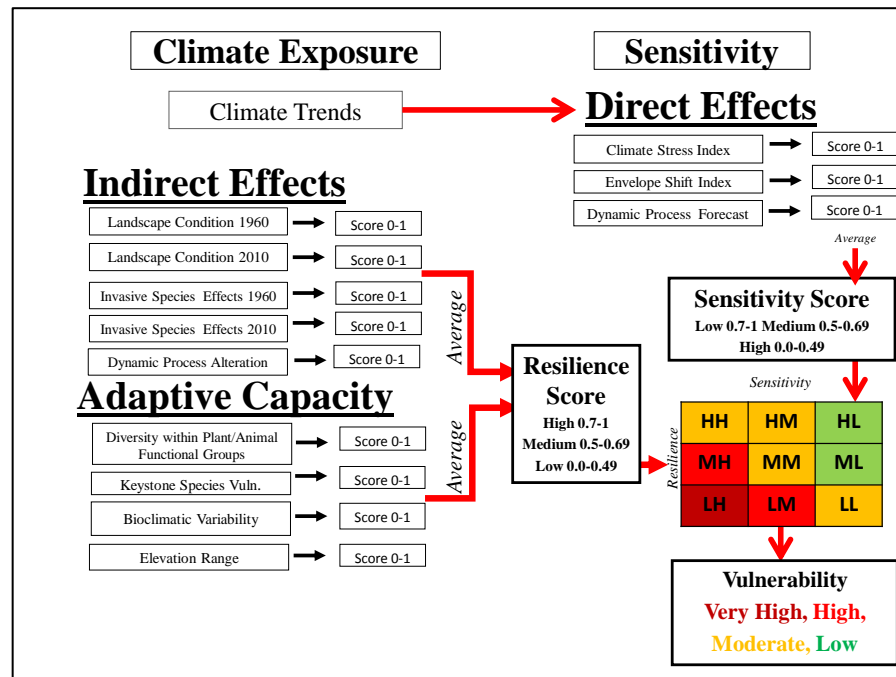 Climate Exposure
Sensitivity
Climate Trends
Direct Effects
Climate Stress Index
Score 0-1
Envelope Shift Index
Score 0-1
Dynamic Process Forecast
Score 0-1
Average
Indirect Effects
Landscape Condition 1960
Score 0-1
Landscape Condition 2010
Score 0-1
Invasive Species Effects 1960
Score 0-1
Invasive Species Effects 2010
Score 0-1
Dynamic Process Alteration
Score 0-1
Average
Adaptive Capacity
Diversity within Plant/Animal
Functional Groups
Score 0-1
Keystone Species Vuln.
Score 0-1
Bioclimatic Variability
Score 0-1
Elevation Range
Score 0-1
Average
Resilience
Score
High 0.7-1
Medium 0.5-0.69
Low 0.0-0.49
Sensitivity Score
Low 0.7-1 Medium 0.5-0.69
High 0.0-0.49
Sensitivity
Resilience
HH HM HL
MH MM ML
LH LM LL
Vulnerability
Very High, High,
Moderate, Low